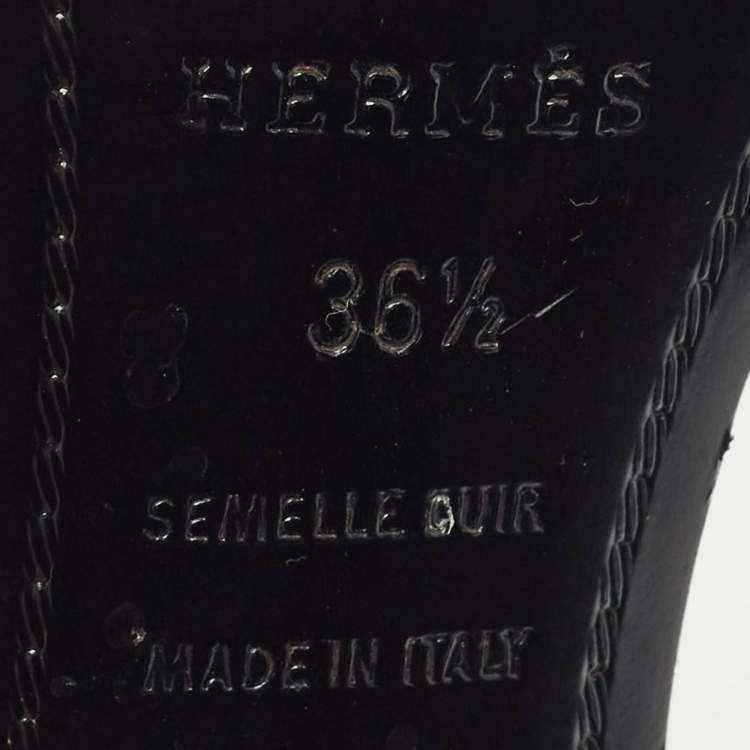 HERMÈS
36½
SEMELLE CUIR
MADE IN ITALY